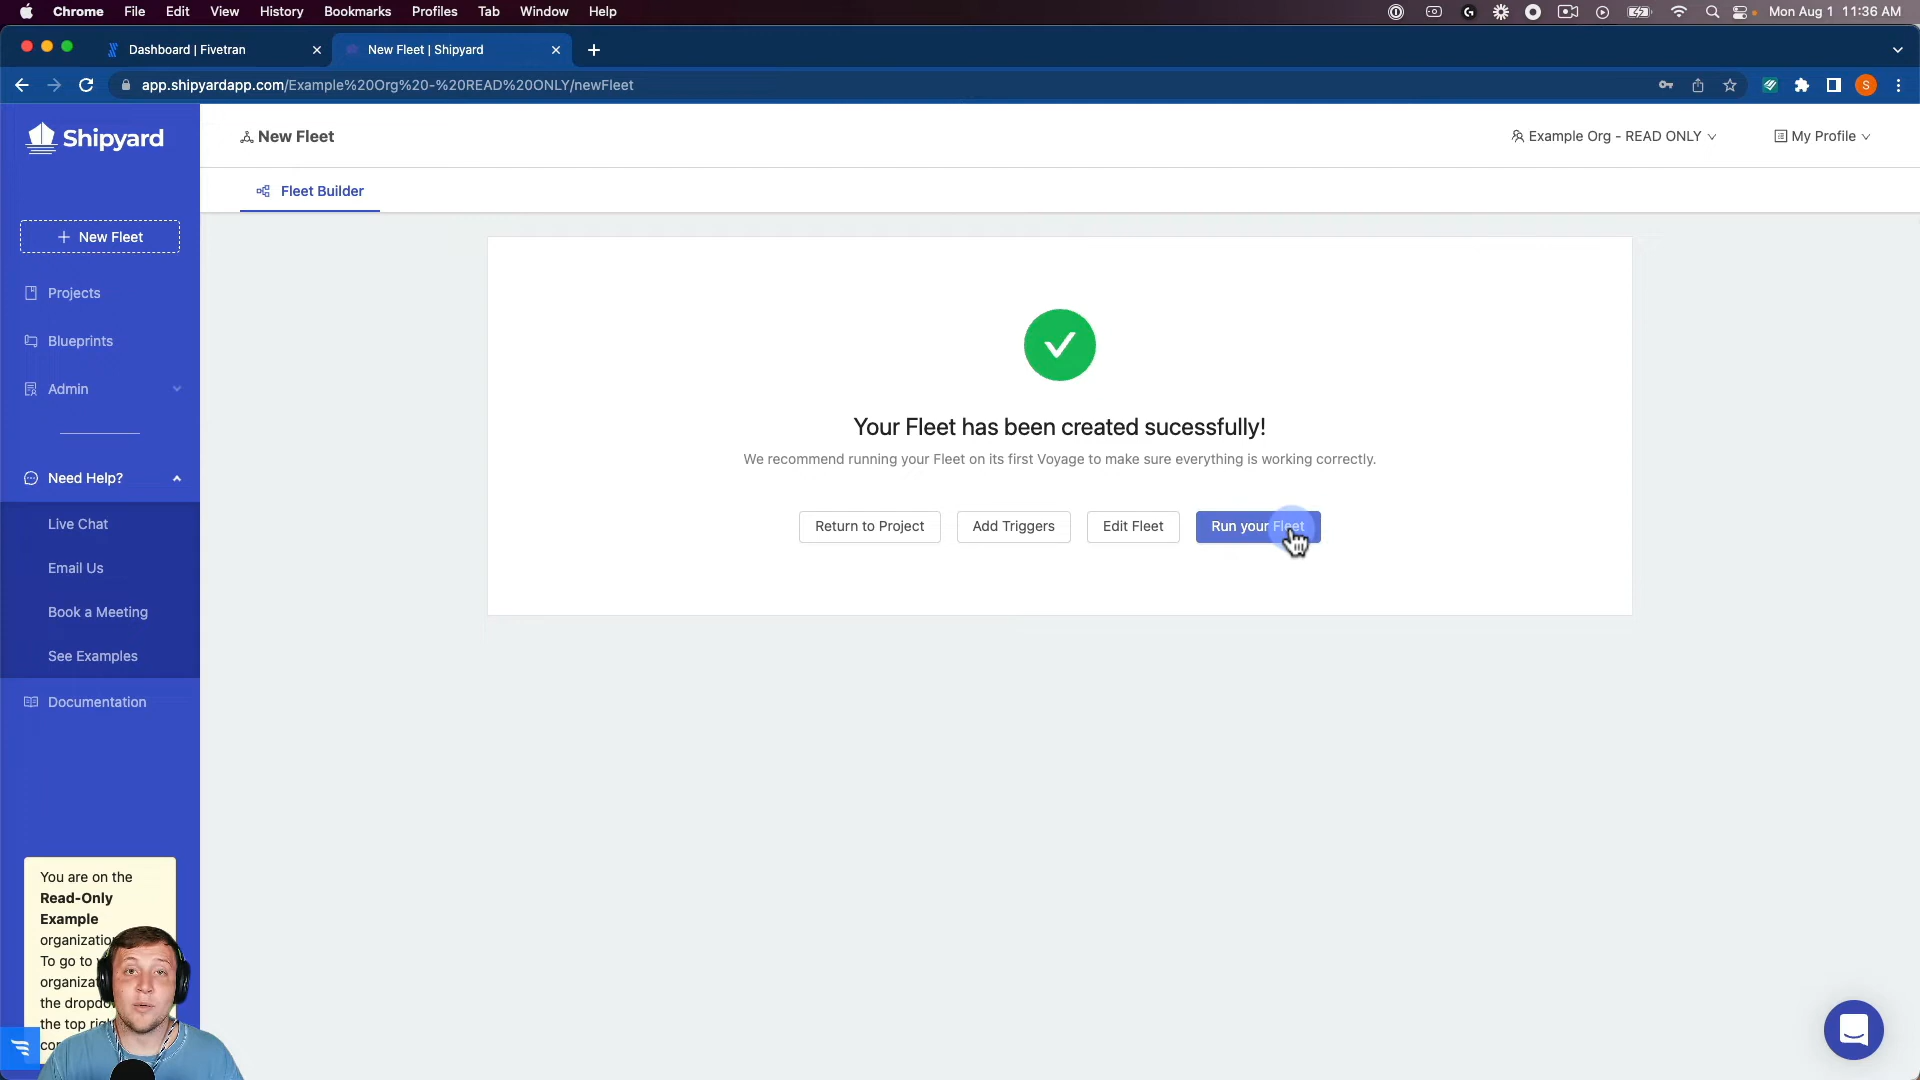 Chrome File Edit View History Bookmarks Profiles Tab Window Help
Mon Aug 1 11:36 AM
Dashboard | Fivetran
New Fleet | Shipyard
app.shipyardapp.com/Example%20Org%20-%20READ%20ONLY/newFleet
S
Shipyard
New Fleet
Example Org - READ ONLY
My Profile
Fleet Builder
+ New Fleet
Projects
Blueprints
Admin
Need Help?
Live Chat
Email Us
Book a Meeting
See Examples
Documentation
Your Fleet has been created sucessfully!
We recommend running your Fleet on its first Voyage to make sure everything is working correctly.
Return to Project
Add Triggers
Edit Fleet
Run your Fleet
You are on the
Read-Only
Example
To go to
the top